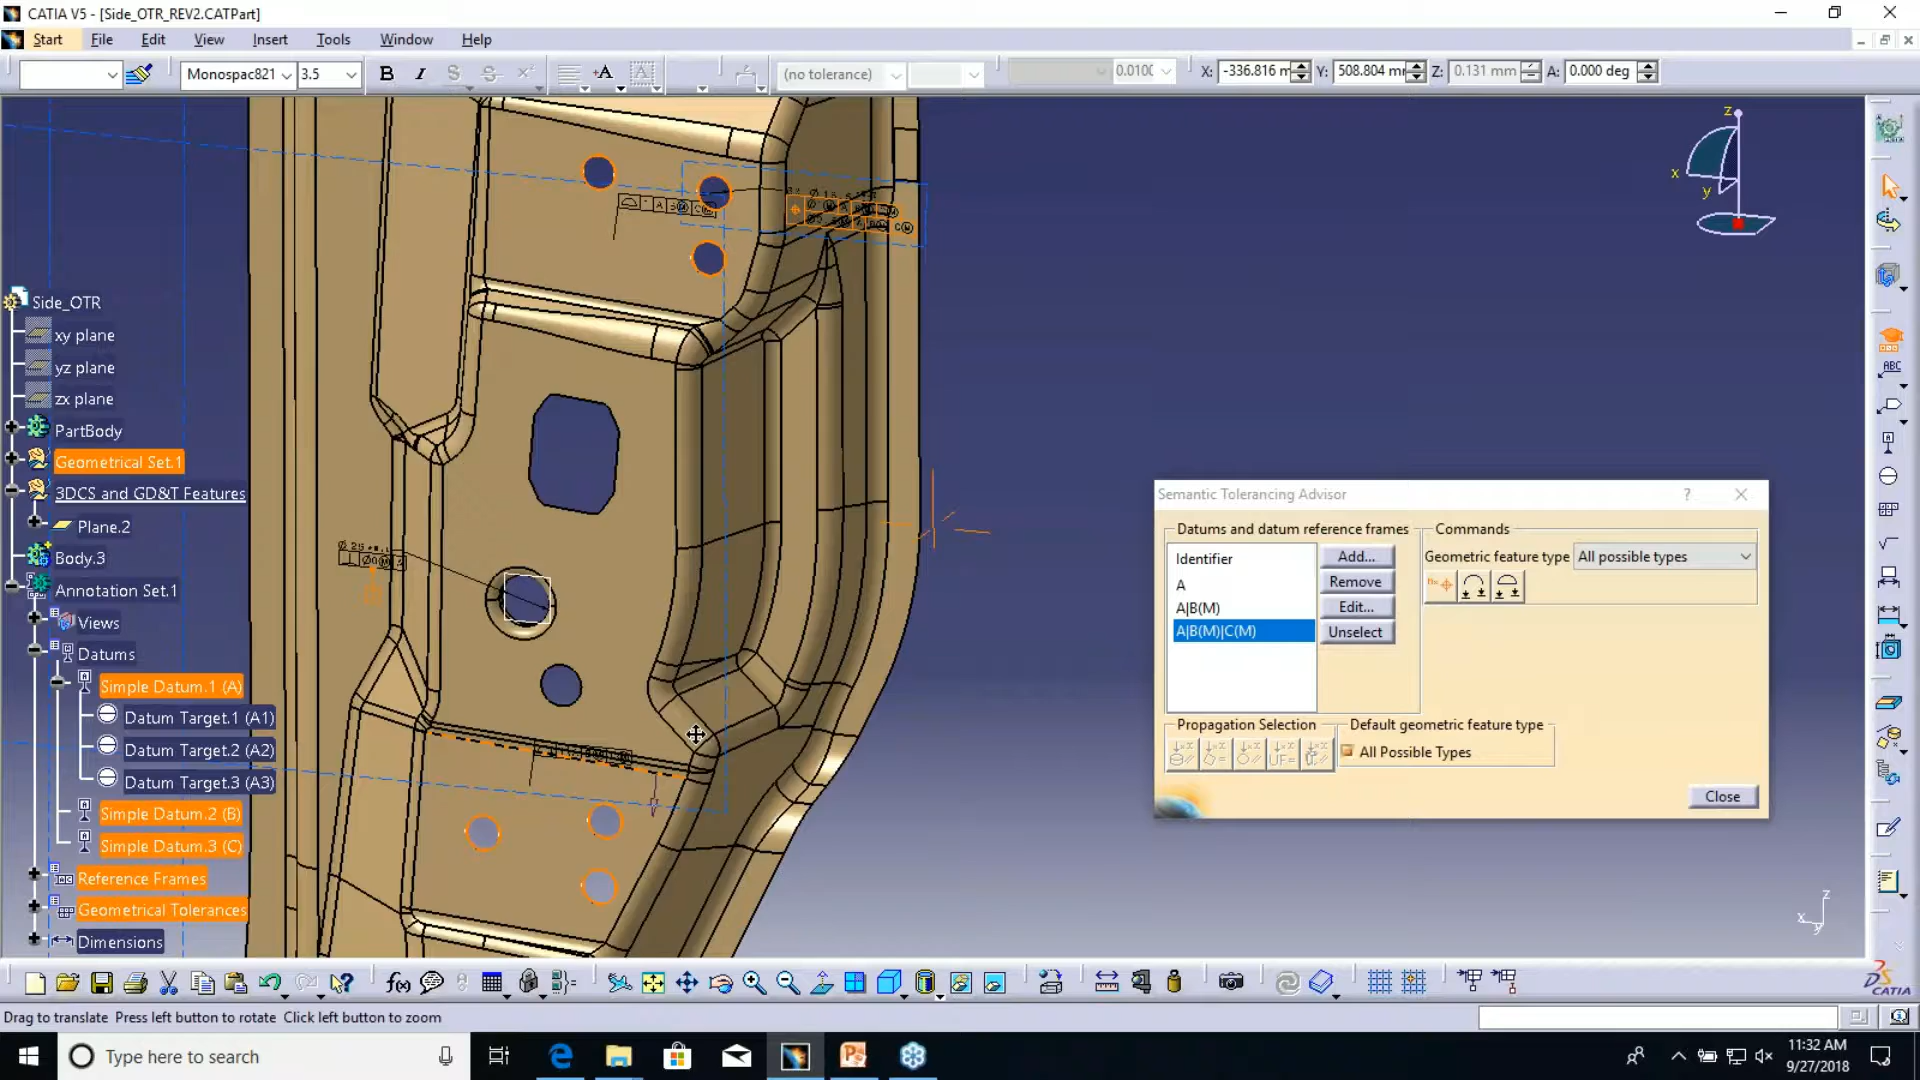 CATIA V5 - [Side_OTR_REV2.CATPart]
Start File Edit View Insert Tools Window Help
Monospac821 3.5 B I S S (no tolerance) 0.0100 X: -336.816 m Y: 508.804 mr Z: 0.131 mm A: 0.000 deg
z
x
y
Side_OTR
xy plane
yz plane
zx plane
PartBody
Geometrical Set.1
3DCS and GD&T Features
Plane.2
Body.3
Annotation Set.1
Views
Datums
Simple Datum.1 (A)
Datum Target.1 (A1)
Datum Target.2 (A2)
Datum Target.3 (A3)
Simple Datum.2 (B)
Simple Datum.3 (C)
Reference Frames
Geometrical Tolerances
Dimensions
Semantic Tolerancing Advisor
Datums and datum reference frames
Identifier
A
A|B(M)
A|B(M)|C(M)
Add...
Remove
Edit...
Unselect
Commands
Geometric feature type All possible types
Propagation Selection
Default geometric feature type
All Possible Types
Close
ABC
z
x
y
CATIA
Drag to translate Press left button to rotate Click left button to zoom
Type here to search
11:32 AM
9/27/2018